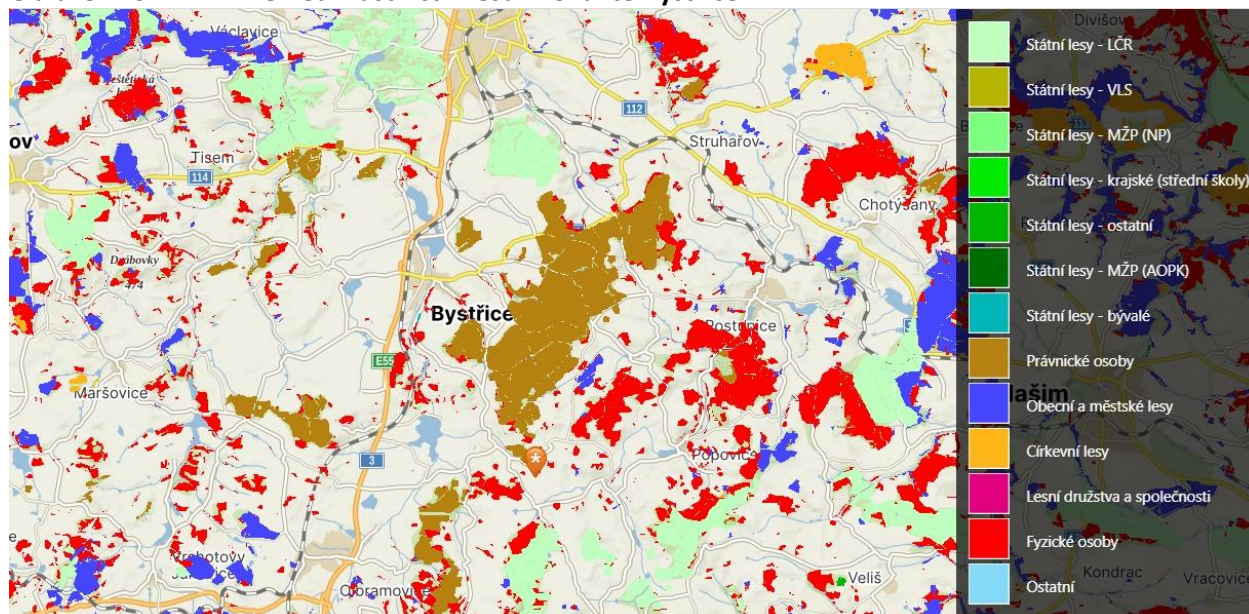 Václavice
112
Struhařov
Tisem
114
Chotýšany
Bystřice
E55
Postupice
Maršovice
3
Popovice
Olbramovice
Veliš
Divišov
Kondrac
Vracovice
Státní lesy - LČR
Státní lesy - VLS
Státní lesy - MŽP (NP)
Státní lesy - krajské (střední školy)
Státní lesy - ostatní
Státní lesy - MŽP (AOPK)
Státní lesy - bývalé
Právnické osoby
Obecní a městské lesy
Církevní lesy
Lesní družstva a společnosti
Fyzické osoby
Ostatní